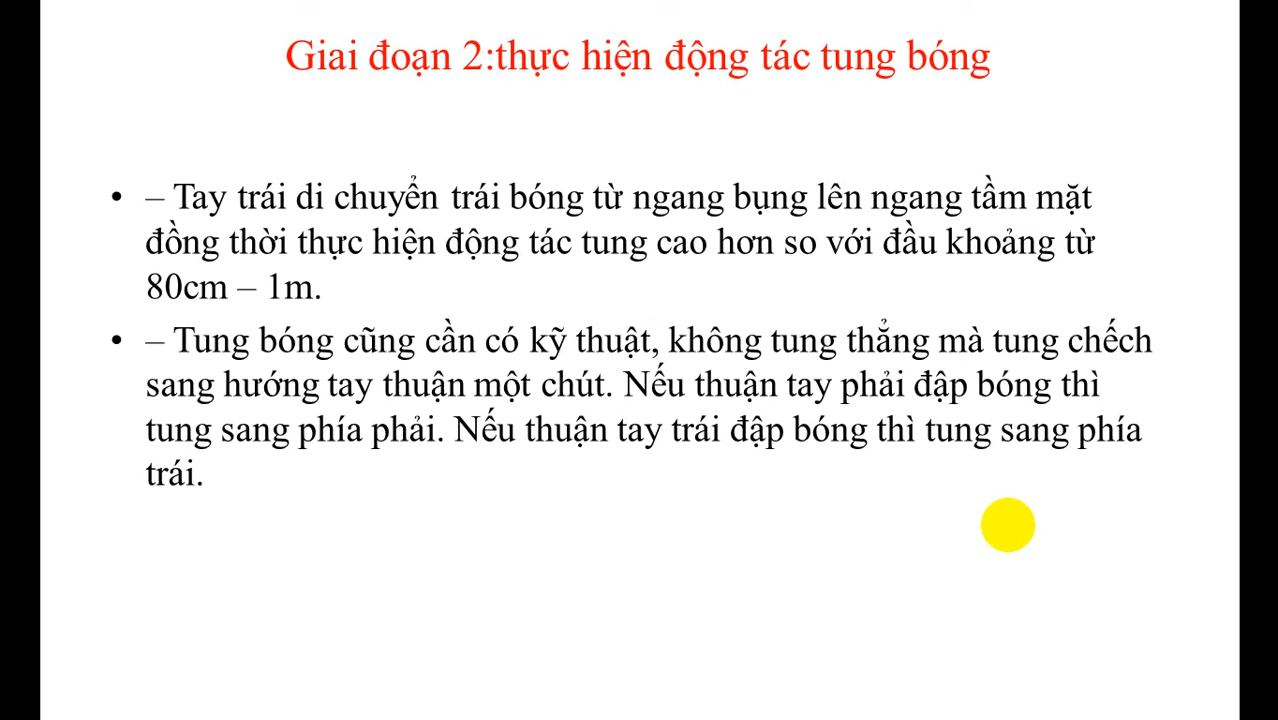 Giai đoạn 2:thực hiện động tác tung bóng
• – Tay trái di chuyển trái bóng từ ngang bụng lên ngang tầm mặt
đồng thời thực hiện động tác tung cao hơn so với đầu khoảng từ
80cm – 1m.
• – Tung bóng cũng cần có kỹ thuật, không tung thẳng mà tung chếch
sang hướng tay thuận một chút. Nếu thuận tay phải đập bóng thì
tung sang phía phải. Nếu thuận tay trái đập bóng thì tung sang phía
trái.